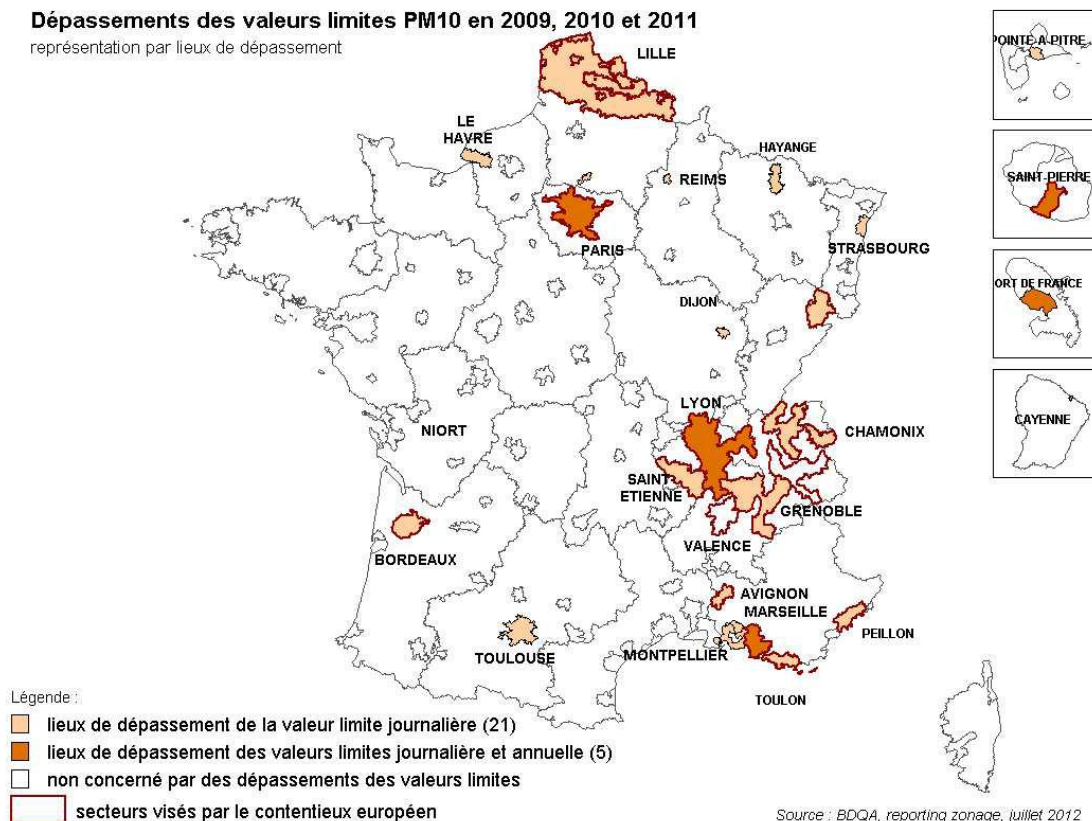 Dépassements des valeurs limites PM10 en 2009, 2010 et 2011
représentation par lieux de dépassement
LILLE
LE
HAVRE
HAYANGE
REIMS
PARIS
STRASBOURG
DIJON
LYON
NIORT
CHAMONIX
SAINT-
ETIENNE
GRENOBLE
BORDEAUX
VALENCE
AVIGNON
MARSEILLE
PEILLON
TOULOUSE
MONTPELLIER
TOULON
POINTE-A-PITRE
SAINT-PIERRE
ORT DE FRANCE
CAYENNE
Légende :
lieux de dépassement de la valeur limite journalière (21)
lieux de dépassement des valeurs limites journalière et annuelle (5)
non concerné par des dépassements des valeurs limites
secteurs visés par le contentieux européen
Source : BDQA, reporting zonage, juillet 2012